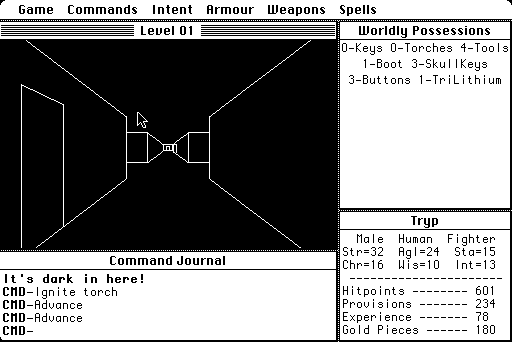 Game Commands Intent Armour Weapons Spells
Level 01
Worldly Possessions
0-Keys 0-Torches 4-Tools
1-Boot 3-SkullKeys
3-Buttons 1-TriLithium
Tryp
Male Human Fighter
Str=32 Agl=24 Sta=15
Chr=16 Wis=10 Int=13
-----------------------
Hitpoints -------- 601
Provisions ------- 234
Experience ------- 78
Gold Pieces ------ 180
Command Journal
It's dark in here!
CMD-Ignite torch
CMD-Advance
CMD-Advance
CMD-